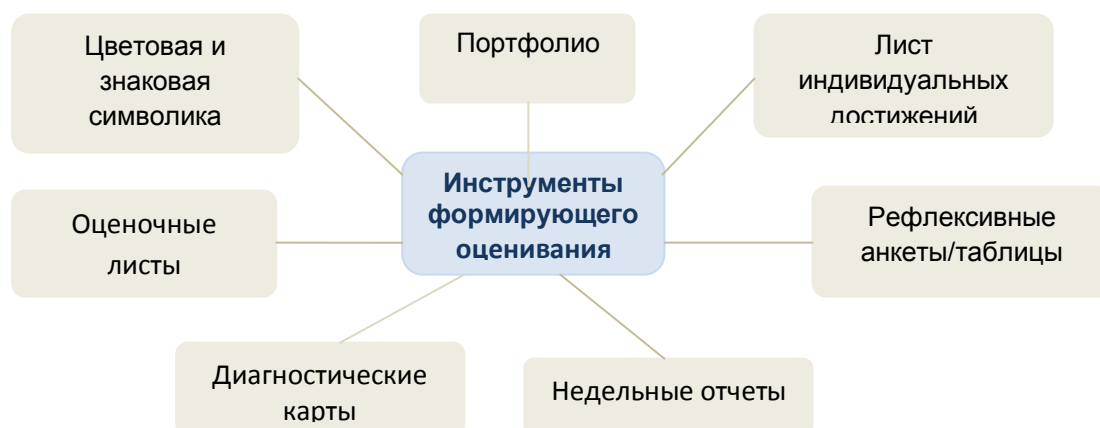 Цветовая и
знаковая
символика
Портфолио
Лист
индивидуальных
достижений
Инструменты
формирующего
оценивания
Оценочные
листы
Рефлексивные
анкеты/таблицы
Диагностические
карты
Недельные отчеты